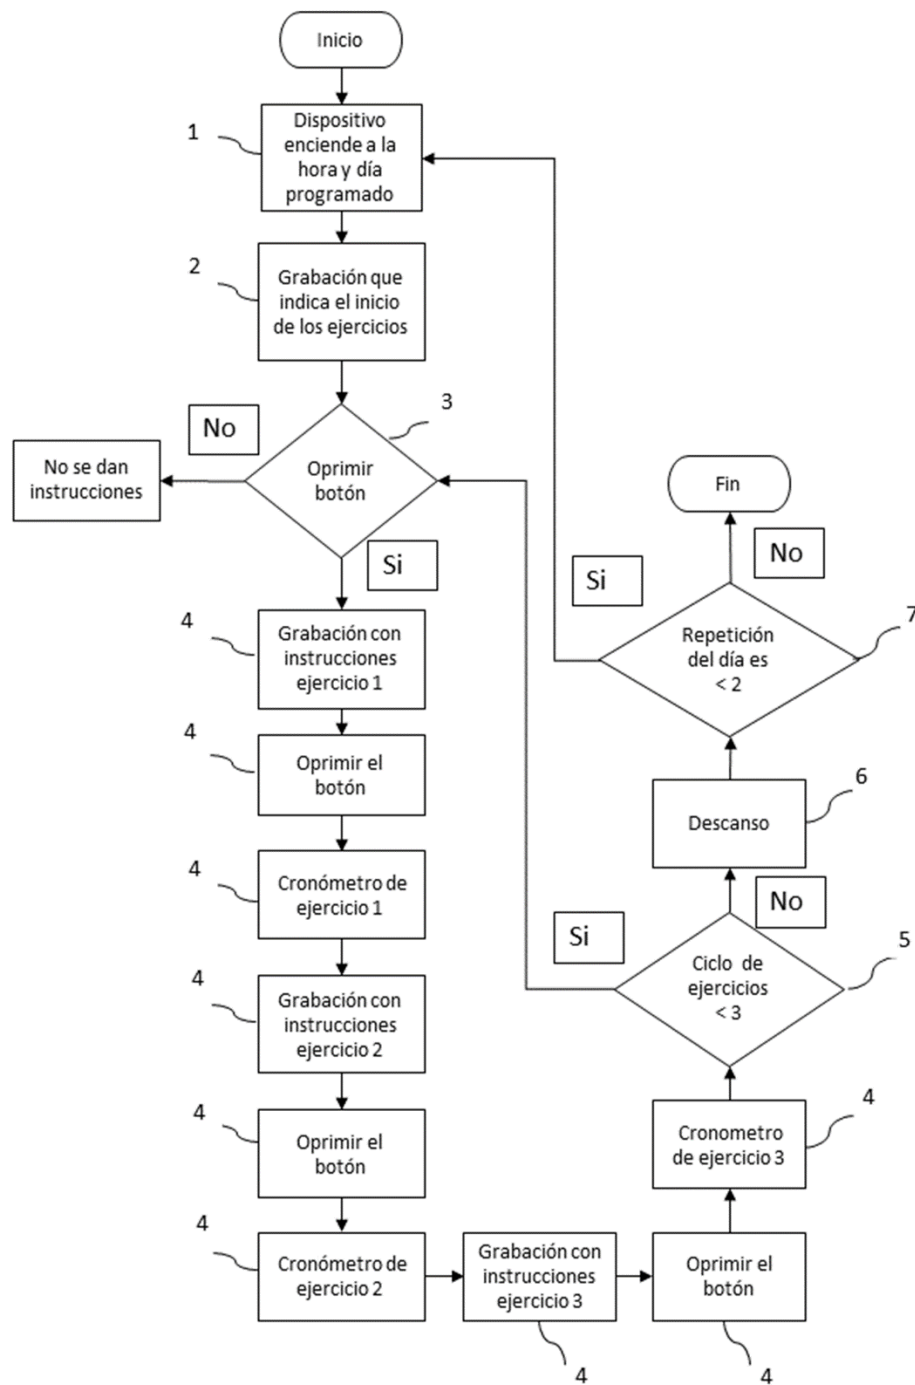 Inicio
1
Dispositivo
enciende a la
hora y día
programado
2
Grabación que
indica el inicio
de los ejercicios
3
No
Oprimir
botón
No se dan
instrucciones
Si
4
Grabación con
instrucciones
ejercicio 1
4
Oprimir el
botón
4
Cronómetro de
ejercicio 1
4
Grabación con
instrucciones
ejercicio 2
4
Oprimir el
botón
4
Cronómetro de
ejercicio 2
Grabación con
instrucciones
ejercicio 3
4
Oprimir el
botón
4
Cronometro
de ejercicio 3
4
Ciclo de
ejercicios
< 3
5
Si
No
Descanso
6
Repetición
del día es
< 2
7
Si
No
Fin